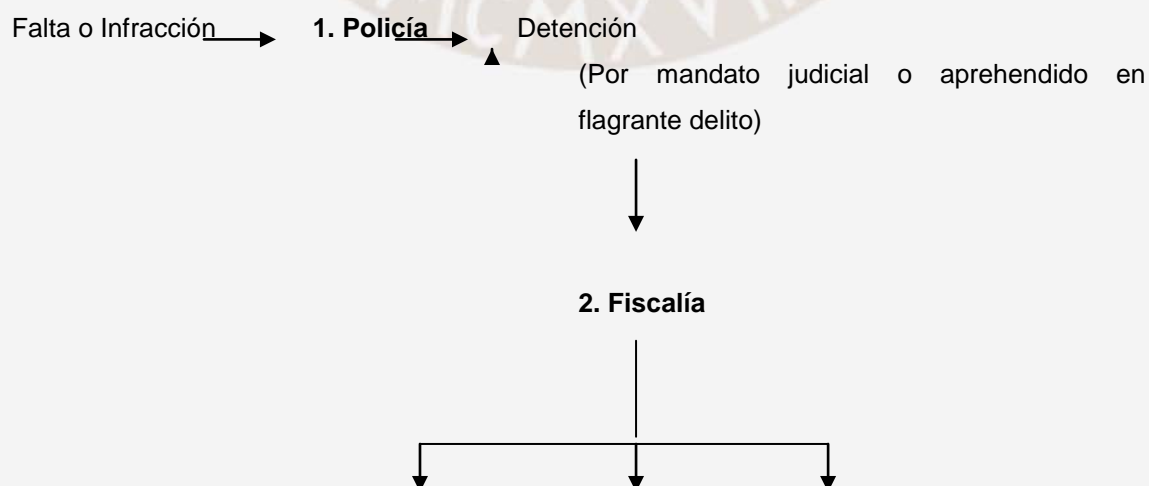 Falta o Infracción 1. Policía Detención
(Por mandato judicial o aprehendido en
flagrante delito)
2. Fiscalía